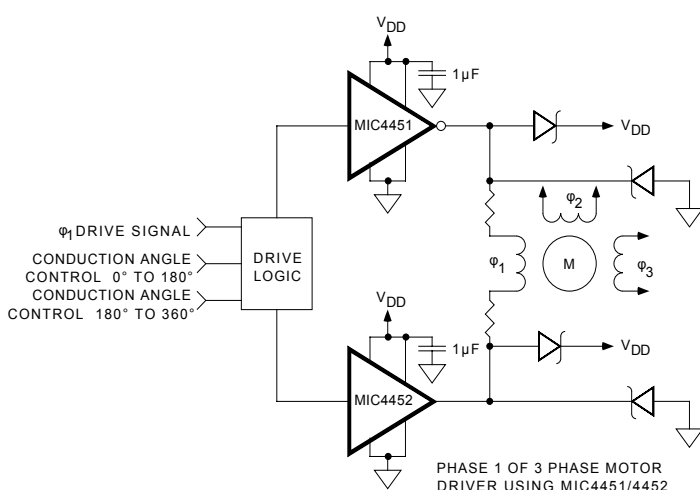 VDD
1µF
MIC4451
VDD
φ2
φ1 DRIVE SIGNAL
CONDUCTION ANGLE
CONTROL 0° TO 180°
CONDUCTION ANGLE
CONTROL 180° TO 360°
DRIVE
LOGIC
φ1
M
φ3
VDD
1µF
VDD
MIC4452
PHASE 1 OF 3 PHASE MOTOR
DRIVER USING MIC4451/4452